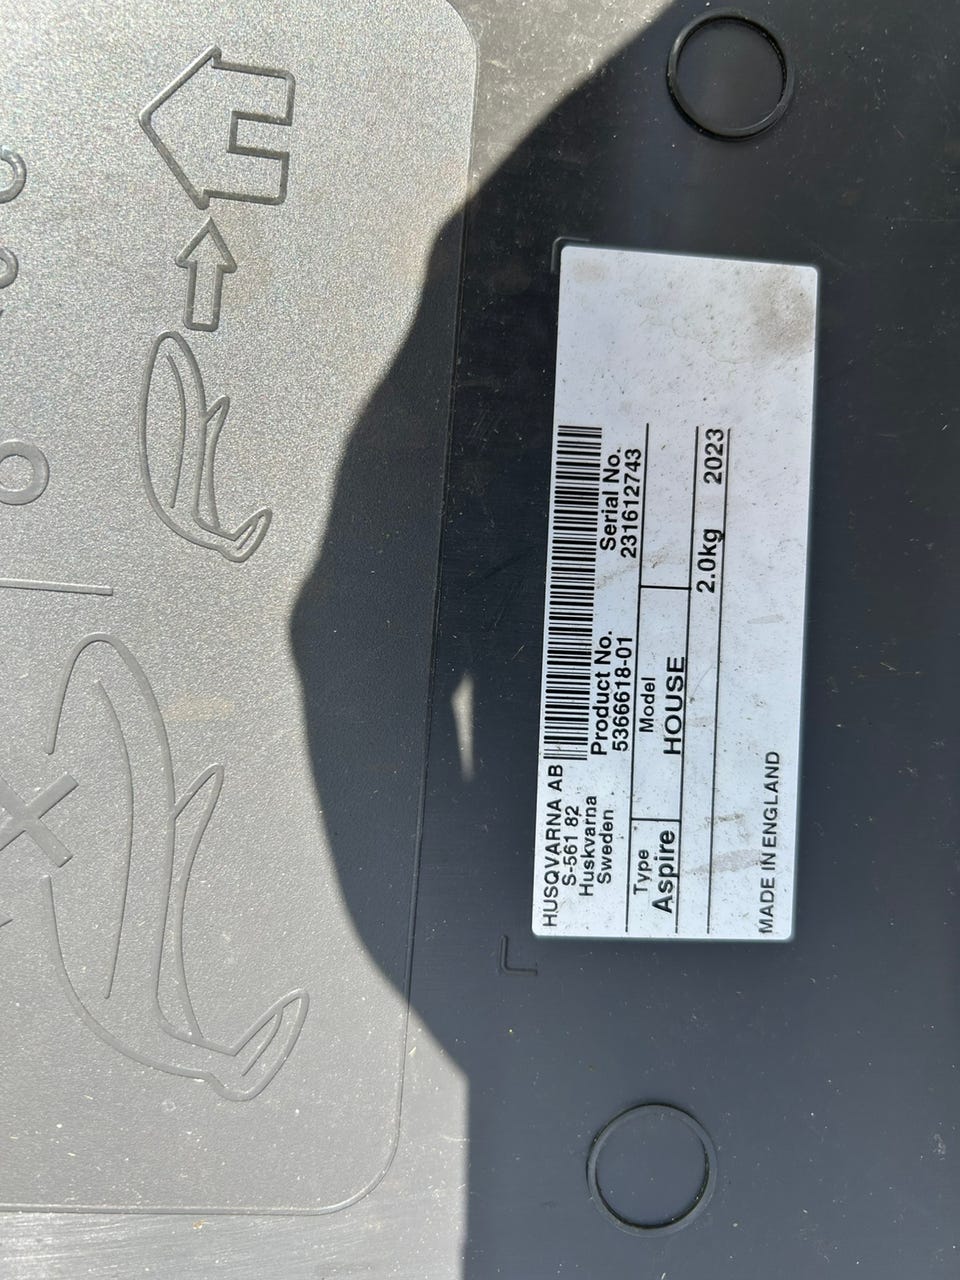 HUSQVARNA AB
S-561 82
Huskvarna
Sweden
Product No.
5366618-01
Serial No.
231612743
Type
Aspire
Model
HOUSE
2.0kg 2023
MADE IN ENGLAND